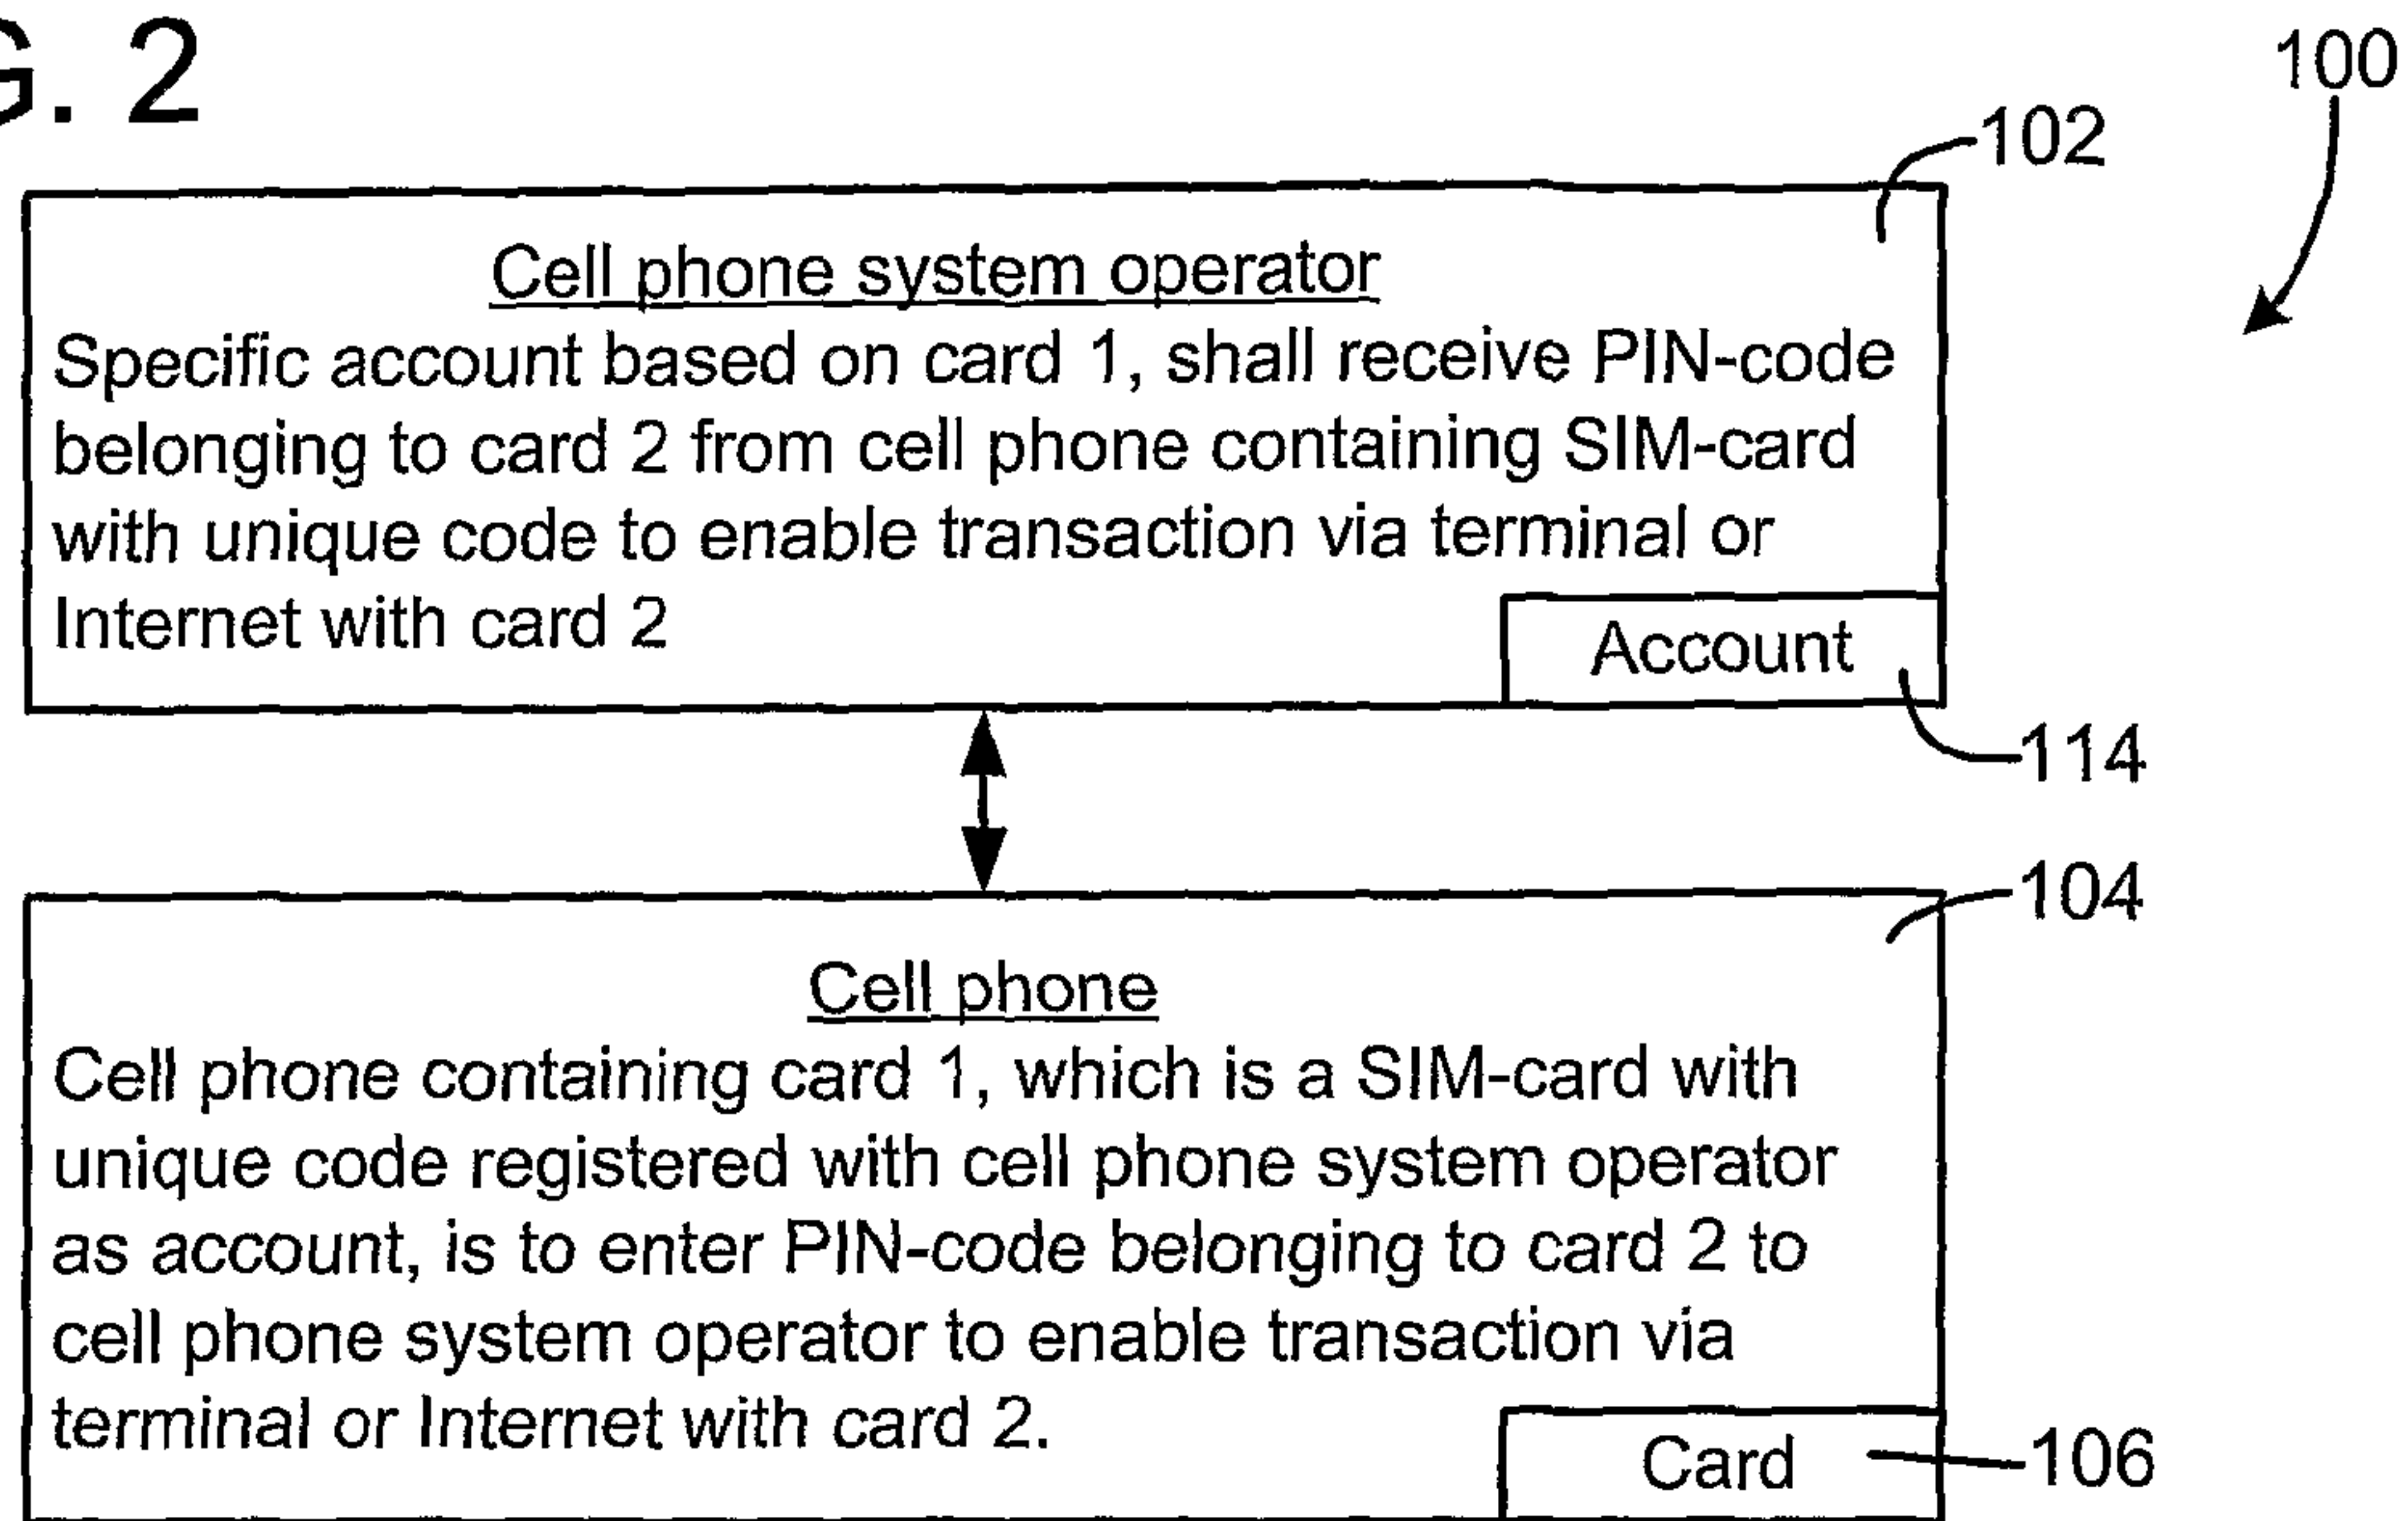 G. 2
100
102
Cell phone system operator
Specific account based on card 1, shall receive PIN-code
belonging to card 2 from cell phone containing SIM-card
with unique code to enable transaction via terminal or
Internet with card 2
Account
114
104
Cell phone
Cell phone containing card 1, which is a SIM-card with
unique code registered with cell phone system operator
as account, is to enter PIN-code belonging to card 2 to
cell phone system operator to enable transaction via
terminal or Internet with card 2.
Card
106